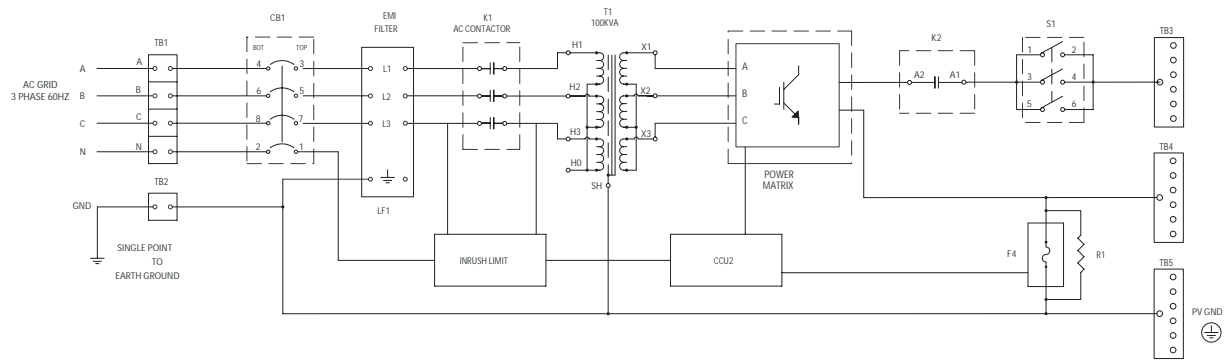 T1
100KVA
CB1
EMI
FILTER
K1
AC CONTACTOR
S1
K2
TB3
TB1
BOT
TOP
H1
X1
AC GRID
3 PHASE 60HZ
A
A
4
3
L1
A
A2
A1
1
2
B
B
6
5
L2
H2
X2
B
3
4
C
C
8
7
L3
H3
X3
C
5
6
N
N
2
1
H0
TB4
TB2
SH
POWER
MATRIX
GND
LF1
SINGLE POINT
TO
EARTH GROUND
INRUSH LIMIT
CCU2
F4
R1
TB5
PV GND